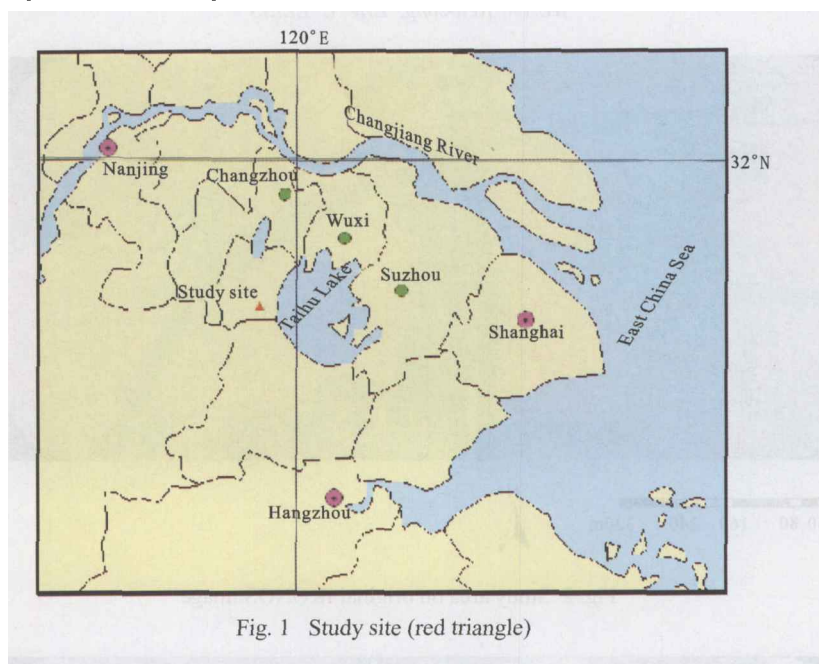 120°E
Changjiang River
32°N
Nanjing
Changzhou
Wuxi
Suzhou
Study site
Taihu Lake
Shanghai
East China Sea
Hangzhou
Fig. 1 Study site (red triangle)